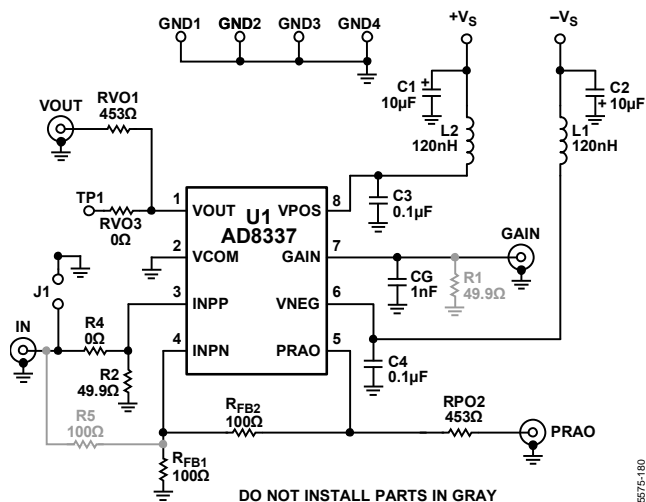 GND1 GND2 GND3 GND4
+VS
–VS
C1 +
10µF
C2
+ 10µF
VOUT
RVO1
453Ω
L2
120nH
L1
120nH
TP1
RVO3
0Ω
1
VOUT
U1
AD8337
VPOS
8
C3
0.1µF
2
VCOM
GAIN
7
GAIN
CG
1nF
R1
49.9Ω
J1
3
INPP
VNEG
6
IN
R4
0Ω
R2
49.9Ω
4
INPN
PRAO
5
C4
0.1µF
R5
100Ω
RFB2
100Ω
RPO2
453Ω
PRAO
RFB1
100Ω
DO NOT INSTALL PARTS IN GRAY
5575-180